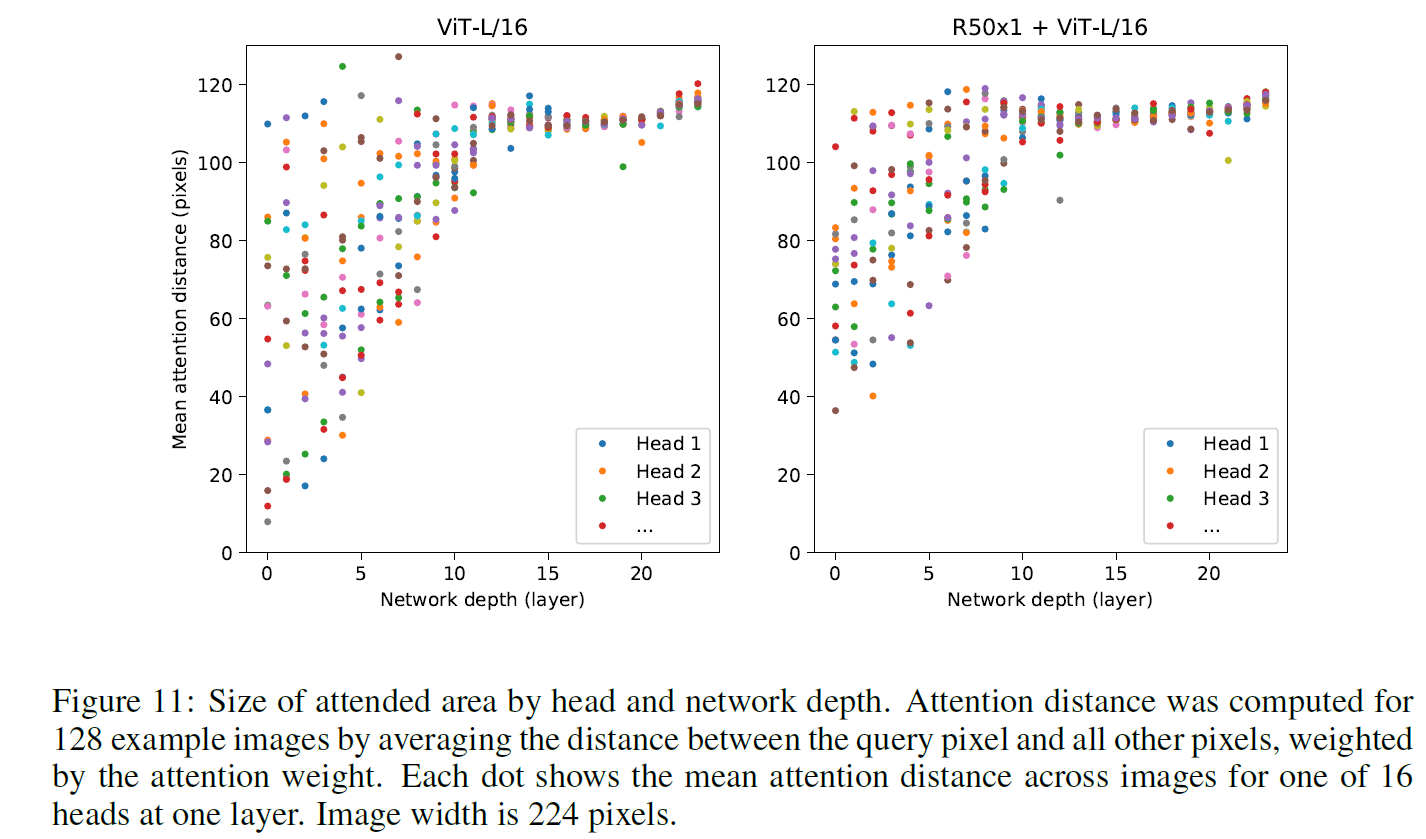 ViT-L/16
R50x1 + ViT-L/16
Mean attention distance (pixels)
120
100
80
60
40
20
0
0 5 10 15 20
Network depth (layer)
Head 1
Head 2
Head 3
...
120
100
80
60
40
20
0
0 5 10 15 20
Network depth (layer)
Head 1
Head 2
Head 3
...
Figure 11: Size of attended area by head and network depth. Attention distance was computed for
128 example images by averaging the distance between the query pixel and all other pixels, weighted
by the attention weight. Each dot shows the mean attention distance across images for one of 16
heads at one layer. Image width is 224 pixels.